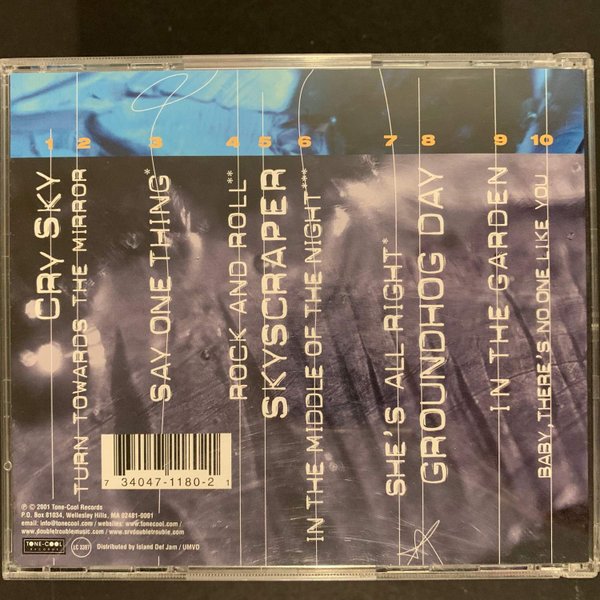 1 CRY SKY
2 TURN TOWARDS THE MIRROR
3 SAY ONE THING*
4 ROCK AND ROLL**
5 SKYSCRAPER
6 IN THE MIDDLE OF THE NIGHT***
7 SHE'S ALL RIGHT*
8 GROUNDHOG DAY
9 IN THE GARDEN
10 BABY, THERE'S NO ONE LIKE YOU
7 34047-1180-2 1
℗ © 2001 Tone-Cool Records
P.O. Box 81034, Wellesley Hills, MA 02481-0001
email: info@tonecool.com / websites: www.tonecool.com /
www.doubletroublemusic.com / www.srvdoubletrouble.com
TONE-COOL
RECORDS
LC 3397
Distributed by Island Def Jam / UMVD